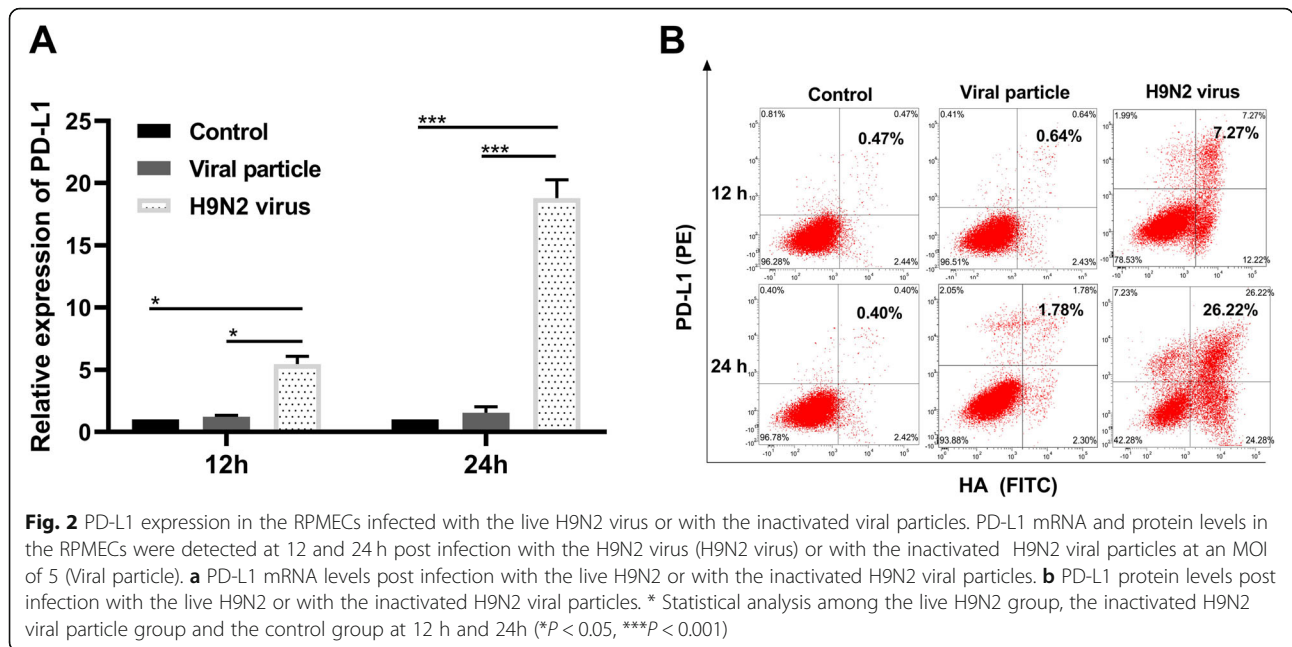 A
Relative expression of PD-L1
25
20
15
10
5
0
Control
Viral particle
H9N2 virus
*
*
***
***
12h
24h
B
Control
Viral particle
H9N2 virus
12 h
24 h
PD-L1 (PE)
HA (FITC)
0.81%
0.47%
0.47%
96.28%
2.44%
0.41%
0.64%
0.64%
96.51%
2.43%
1.99%
7.27%
7.27%
78.53%
12.22%
0.40%
0.40%
0.40%
96.78%
2.42%
2.05%
1.78%
1.78%
93.88%
2.30%
7.23%
26.22%
26.22%
42.28%
24.28%
Fig. 2 PD-L1 expression in the RPMECs infected with the live H9N2 virus or with the inactivated viral particles. PD-L1 mRNA and protein levels in
the RPMECs were detected at 12 and 24 h post infection with the H9N2 virus (H9N2 virus) or with the inactivated H9N2 viral particles at an MOI
of 5 (Viral particle). a PD-L1 mRNA levels post infection with the live H9N2 or with the inactivated H9N2 viral particles. b PD-L1 protein levels post
infection with the live H9N2 or with the inactivated H9N2 viral particles. * Statistical analysis among the live H9N2 group, the inactivated H9N2
viral particle group and the control group at 12 h and 24h (*P < 0.05, ***P < 0.001)